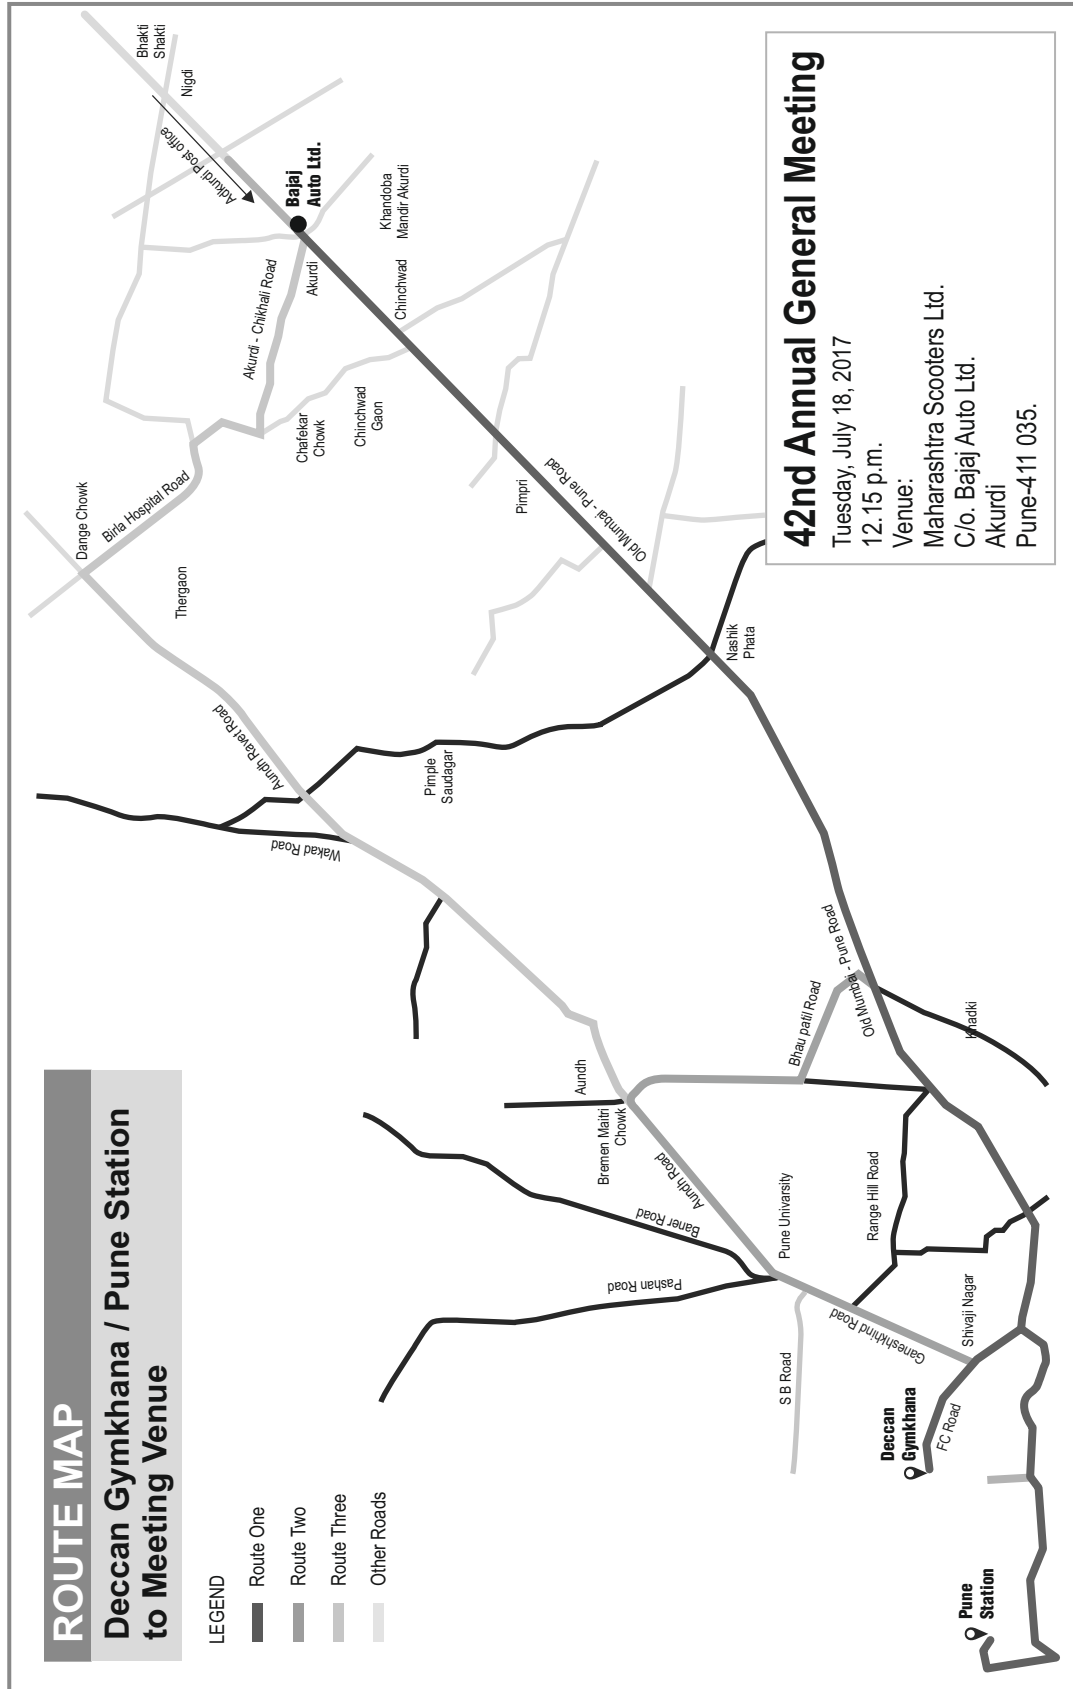 ROUTE MAP
Deccan Gymkhana / Pune Station
to Meeting Venue
LEGEND
Route One
Route Two
Route Three
Other Roads
Bhakti
Shakti
Nigdi
Adkurdi Post office
Bajaj
Auto Ltd.
Akurdi
Khandoba
Mandir Akurdi
Chinchwad
Akurdi - Chikhali Road
Chafekar
Chowk
Chinchwad
Gaon
Dange Chowk
Birla Hospital Road
Thergaon
Pimpri
Old Mumbai - Pune Road
Nashik
Phata
Aundh Ravet Road
Pimple
Saudagar
Wakad Road
Old Mumbai - Pune Road
Bhau patil Road
Khadki
Aundh
Bremen Maitri
Chowk
Aundh Road
Baner Road
Pashan Road
Pune University
Range Hill Road
Ganeshkhind Road
Shivaji Nagar
S B Road
Deccan
Gymkhana
FC Road
Pune
Station
42nd Annual General Meeting
Tuesday, July 18, 2017
12.15 p.m.
Venue:
Maharashtra Scooters Ltd.
C/o. Bajaj Auto Ltd.
Akurdi
Pune-411 035.